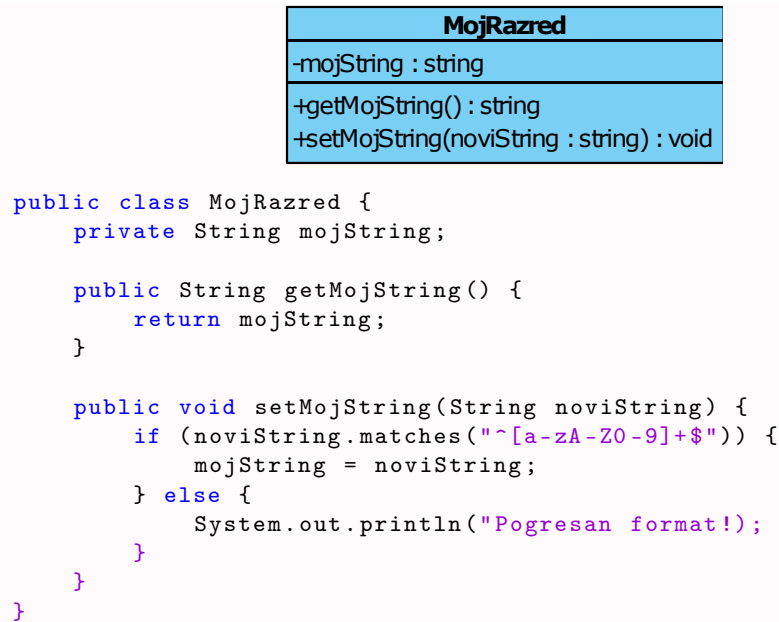 MojRazred
-mojString : string
+getMojString() : string
+setMojString(noviString : string) : void
public class MojRazred {
    private String mojString;

    public String getMojString() {
        return mojString;
    }

    public void setMojString(String noviString) {
        if (noviString.matches("^[a-zA-Z0-9]+$")) {
            mojString = noviString;
        } else {
            System.out.println("Pogresan format!);
        }
    }
}